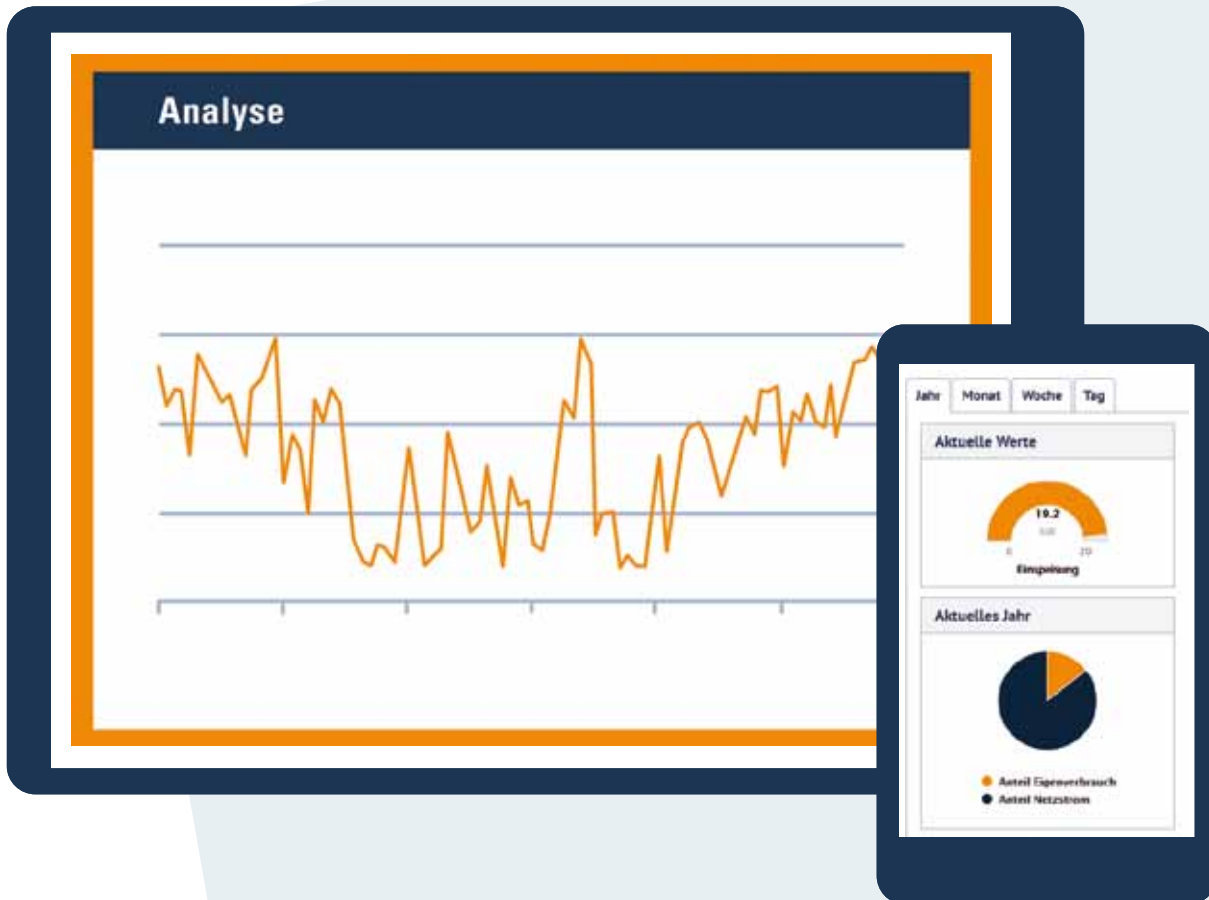 Analyse
Jahr Monat Woche Tag
Aktuelle Werte
19.2
0 20
Einspeisung
Aktuelles Jahr
Anteil Eigenverbrauch
Anteil Netzstrom